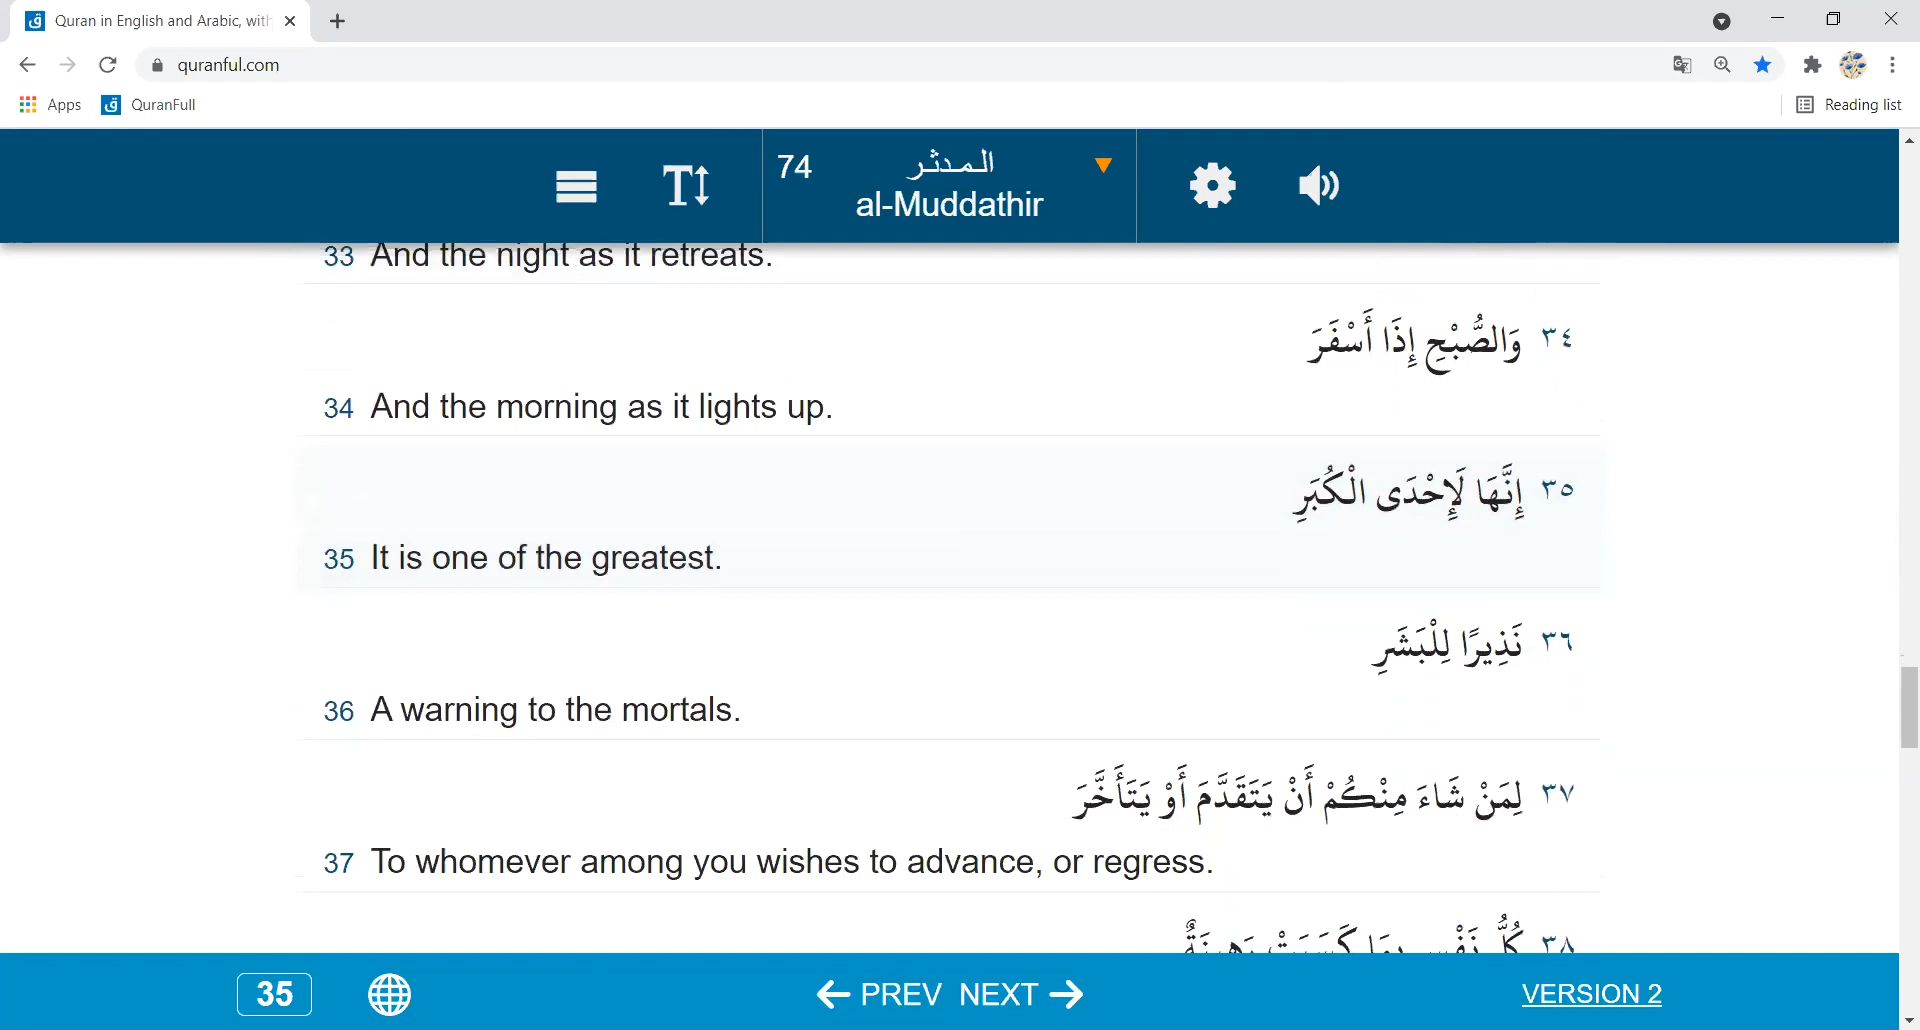 Quran in English and Arabic, with
quranful.com
Apps
QuranFull
Reading list
74
المدثر
al-Muddathir
33 And the night as it retreats.
٣٤ وَالصُّبْحِ إِذَا أَسْفَرَ
34 And the morning as it lights up.
٣٥ إِنَّهَا لَإِحْدَى الْكُبَرِ
35 It is one of the greatest.
٣٦ نَذِيرًا لِلْبَشَرِ
36 A warning to the mortals.
٣٧ لِمَنْ شَاءَ مِنْكُمْ أَنْ يَتَقَدَّمَ أَوْ يَتَأَخَّرَ
37 To whomever among you wishes to advance, or regress.
٣٨ كُلُّ نَفْسٍ بِمَا كَسَبَتْ رَهِينَةٌ
35
PREV NEXT
VERSION 2